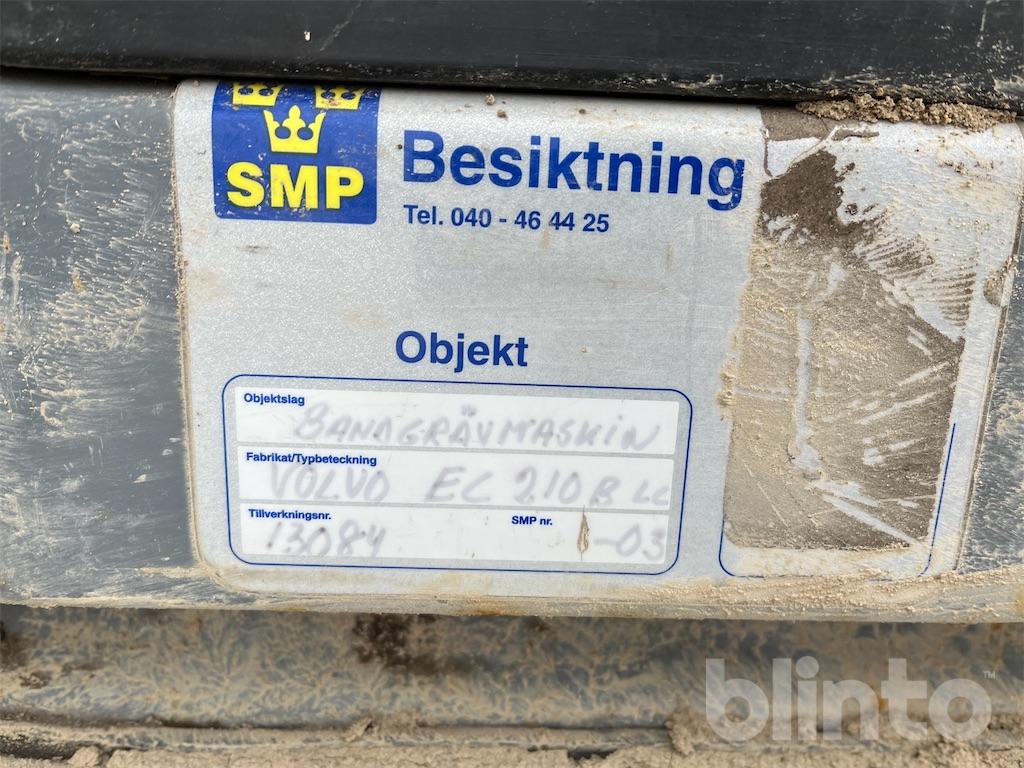 SMP
Besiktning
Tel. 040 - 46 44 25
Objekt
Objektslag
BANDGRÄVMASKIN
Fabrikat/Typbeteckning
VOLVO EC 210 B LC
Tillverkningsnr.
13084
SMP nr.
-03
blinto™